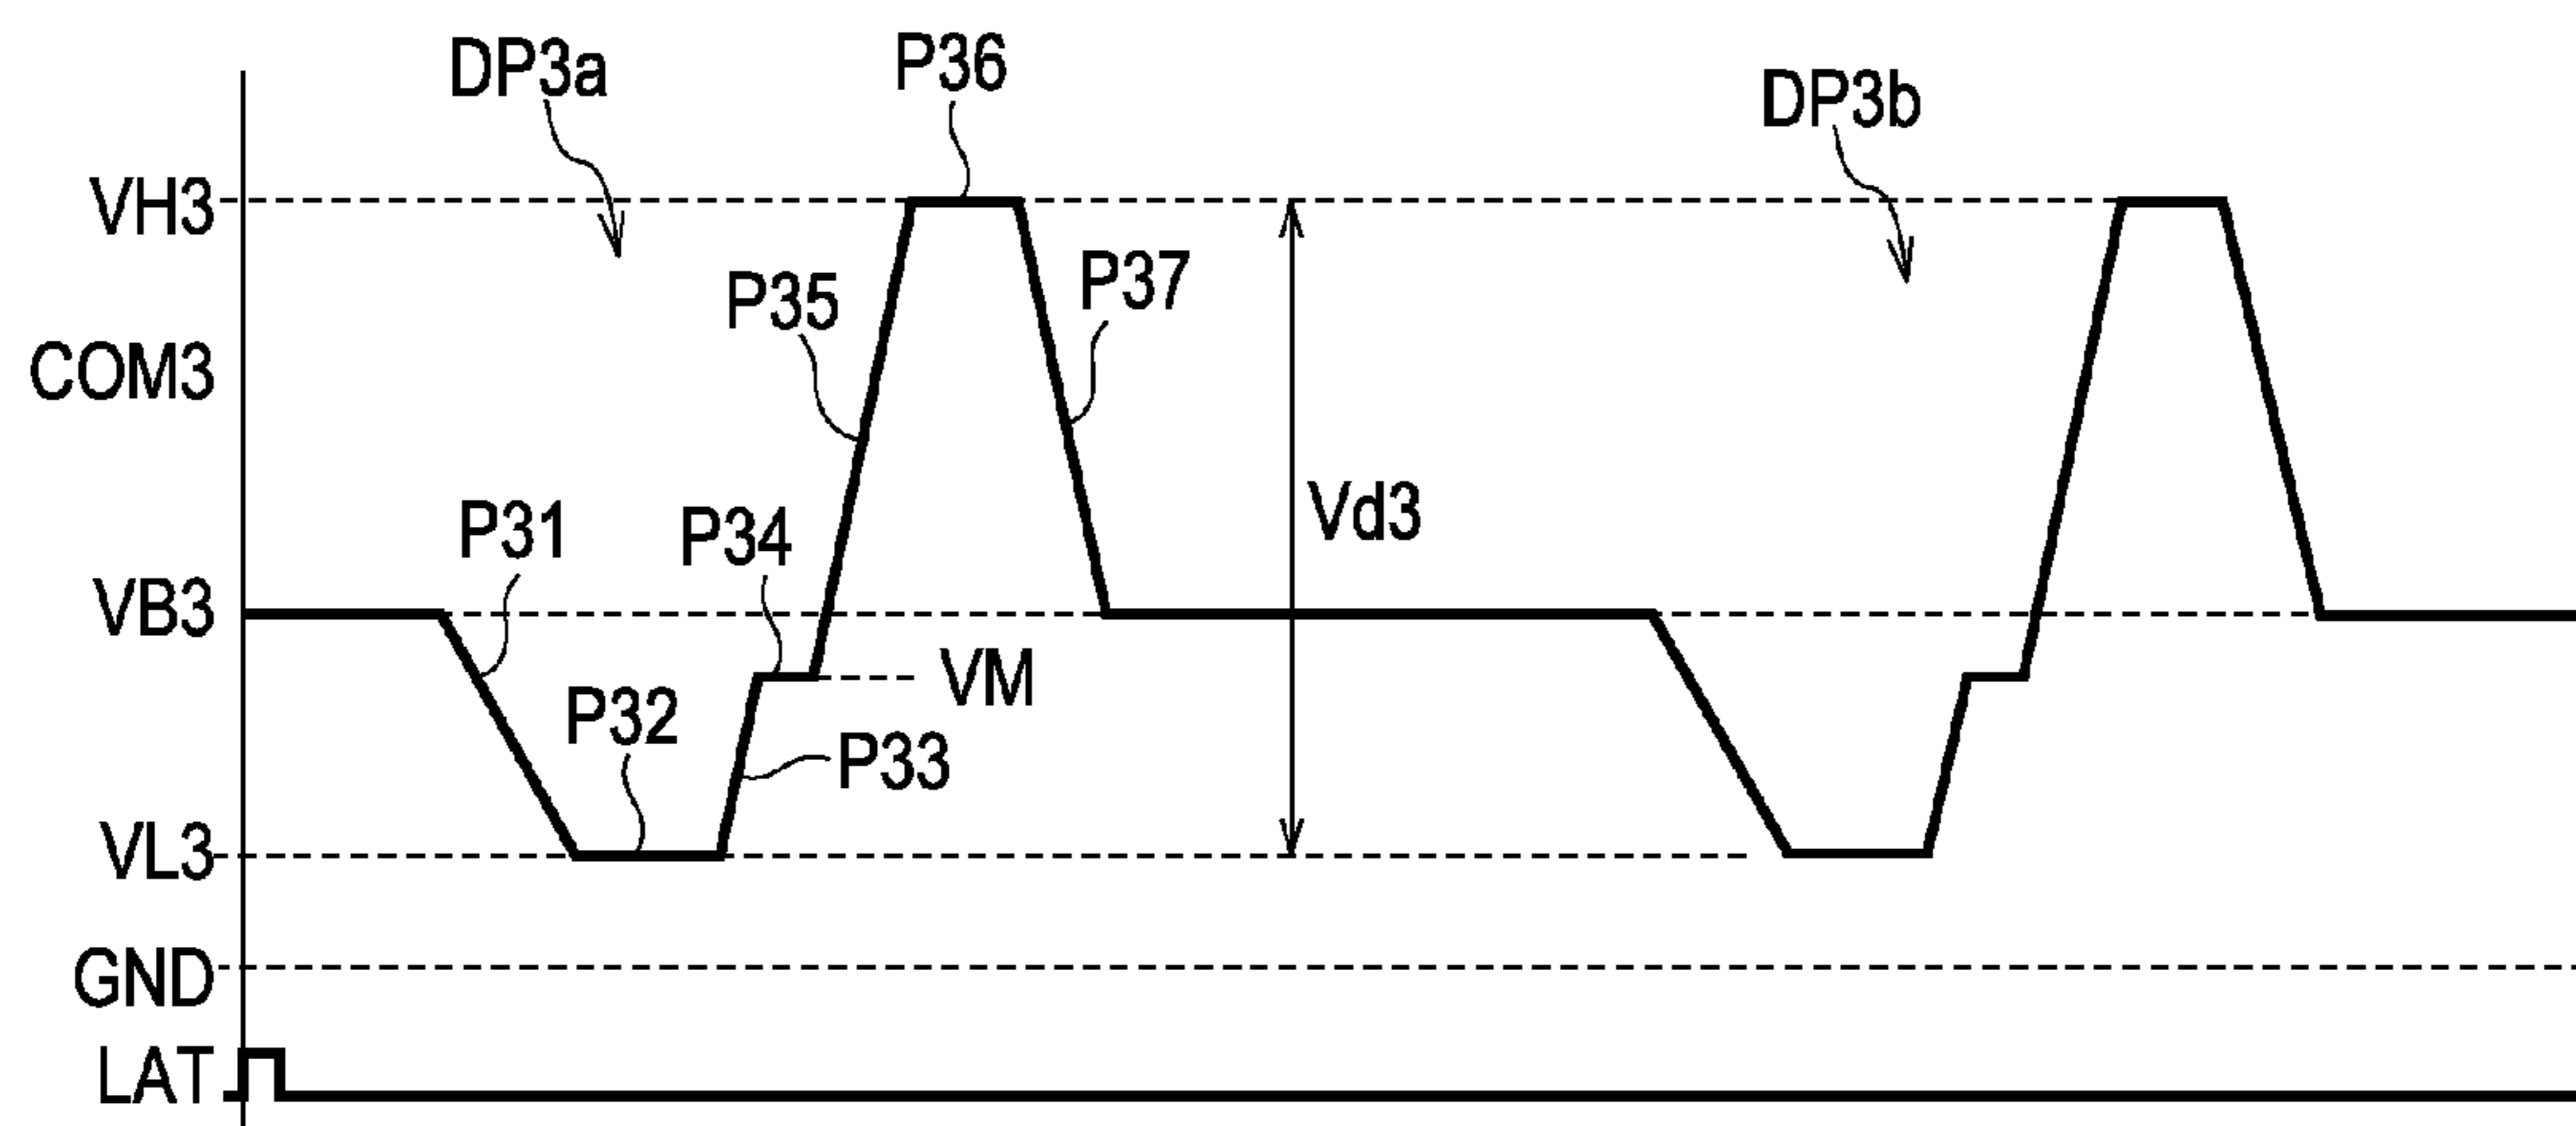 DP3a
P36
DP3b
VH3
P35
P37
COM3
P31
P34
Vd3
VB3
VM
P32
P33
VL3
GND
LAT